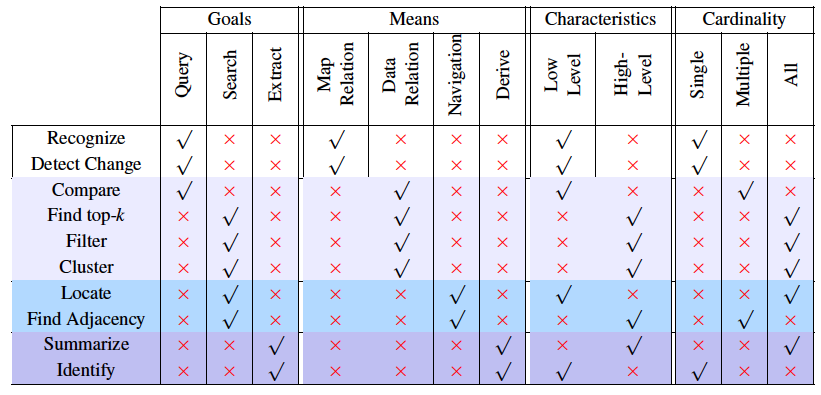 Goals Means Characteristics Cardinality
Query Search Extract Map Relation Data Relation Navigation Derive Low Level High-Level Single Multiple All
Recognize ✓ × × ✓ × × × ✓ × ✓ × ×
Detect Change ✓ × × ✓ × × × ✓ × ✓ × ×
Compare ✓ × × × ✓ × × ✓ × × ✓ ×
Find top-k × ✓ × × ✓ × × × ✓ × × ✓
Filter × ✓ × × ✓ × × × ✓ × × ✓
Cluster × ✓ × × ✓ × × × ✓ × × ✓
Locate × ✓ × × × ✓ × ✓ × × × ✓
Find Adjacency × ✓ × × × ✓ × × ✓ × ✓ ×
Summarize × × ✓ × × × ✓ × ✓ × × ✓
Identify × × ✓ × × × ✓ ✓ × ✓ × ×